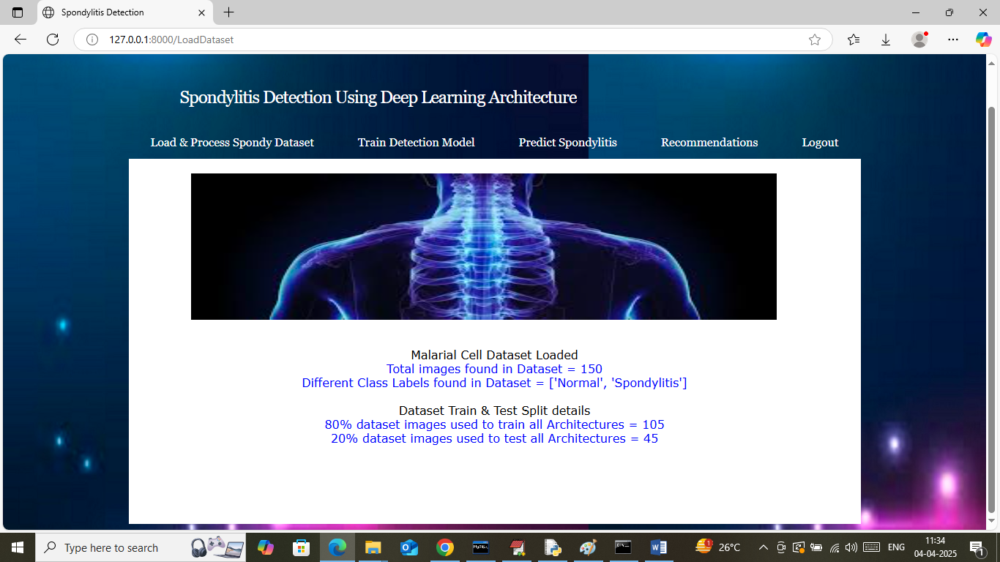 Spondylitis Detection
127.0.0.1:8000/LoadDataset
Spondylitis Detection Using Deep Learning Architecture
Load & Process Spondy Dataset Train Detection Model Predict Spondylitis Recommendations Logout
Malarial Cell Dataset Loaded
Total images found in Dataset = 150
Different Class Labels found in Dataset = ['Normal', 'Spondylitis']
Dataset Train & Test Split details
80% dataset images used to train all Architectures = 105
20% dataset images used to test all Architectures = 45
Type here to search
26°C
ENG
11:34
04-04-2025